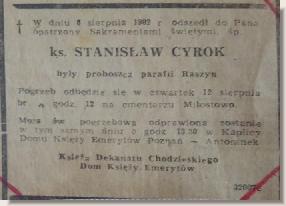 † W dniu 8 sierpnia 1982 r odszedł do Pana
opatrzony Sakramentami świętymi, śp.
ks. STANISŁAW CYROK
były proboszcz parafii Raszyn
Pogrzeb odbędzie się w czwartek 12 sierpnia
br. o godz. 12 na cmentarzu Miłostowo.
Msza św pogrzebowa odprawiona zostanie
w tym samym dniu o godz 10.30 w Kaplicy
Domu Księży Emerytów Poznań - Antoninek
Księża Dekanatu Chodzieskiego
Dom Księży Emerytów